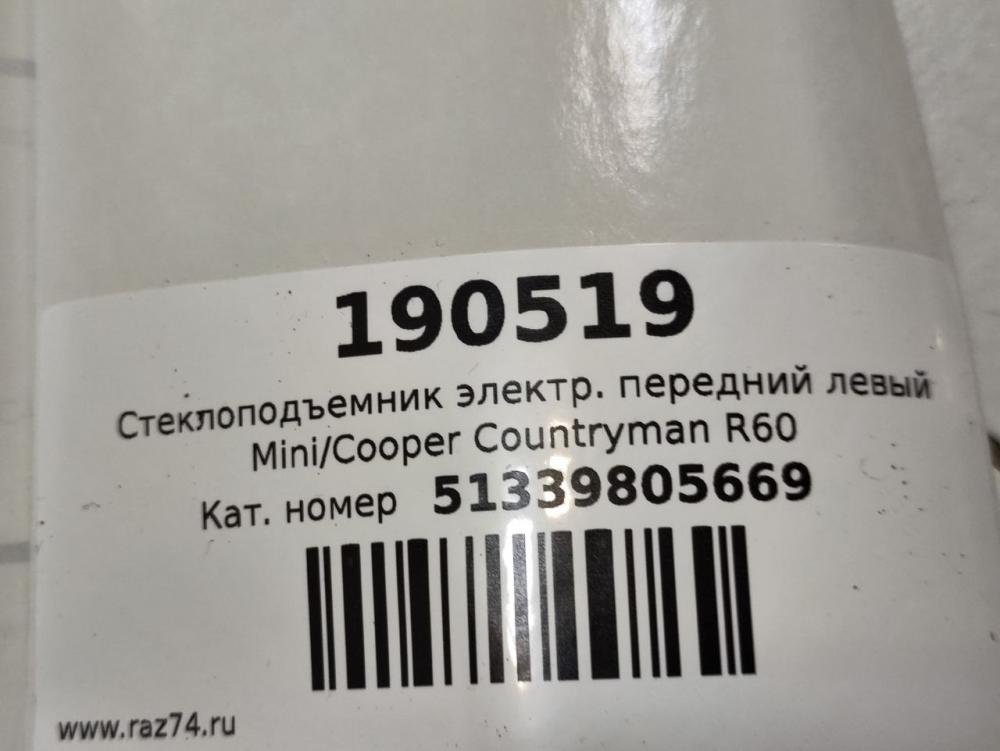 190519
Стеклоподъемник электр. передний левый
Mini/Cooper Countryman R60
Кат. номер 51339805669
www.raz74.ru